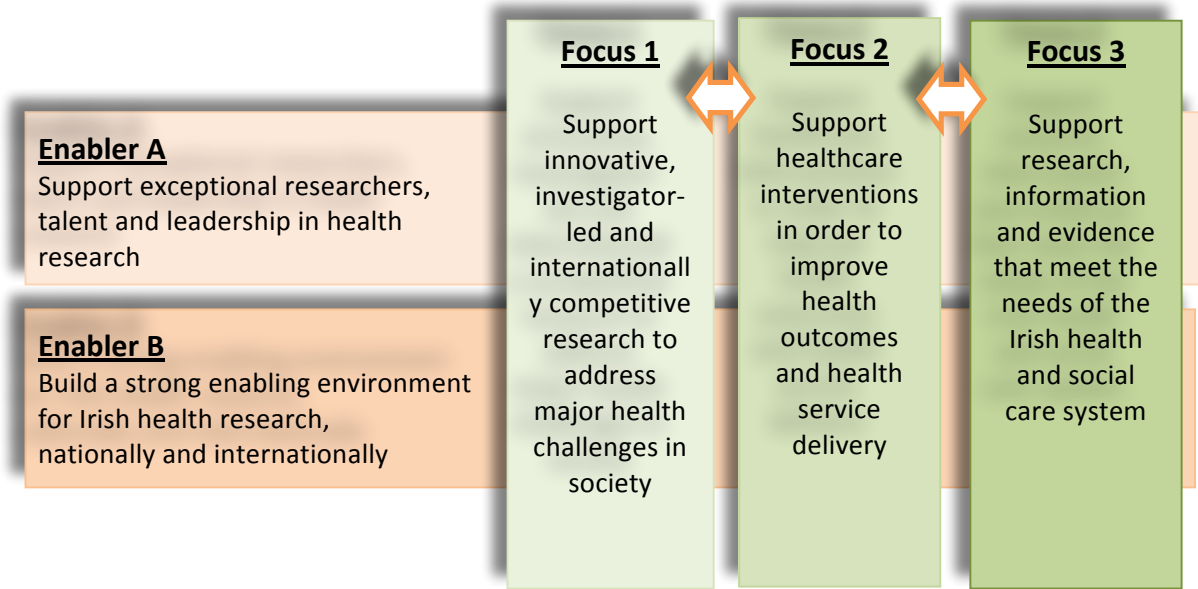 Enabler A
Support exceptional researchers,
talent and leadership in health
research
Enabler B
Build a strong enabling environment
for Irish health research,
nationally and internationally
Focus 1
Support
innovative,
investigator-
led and
internationall
y competitive
research to
address
major health
challenges in
society
Focus 2
Support
healthcare
interventions
in order to
improve
health
outcomes
and health
service
delivery
Focus 3
Support
research,
information
and evidence
that meet the
needs of the
Irish health
and social
care system